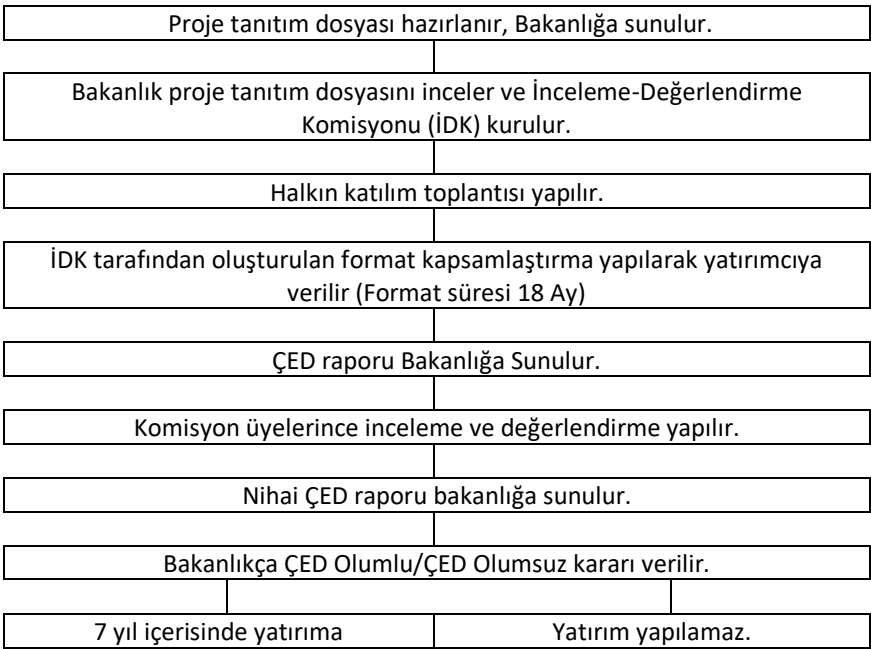 Proje tanıtım dosyası hazırlanır, Bakanlığa sunulur.
Bakanlık proje tanıtım dosyasını inceler ve İnceleme-Değerlendirme
Komisyonu (İDK) kurulur.
Halkın katılım toplantısı yapılır.
İDK tarafından oluşturulan format kapsamlaştırma yapılarak yatırımcıya
verilir (Format süresi 18 Ay)
ÇED raporu Bakanlığa Sunulur.
Komisyon üyelerince inceleme ve değerlendirme yapılır.
Nihai ÇED raporu bakanlığa sunulur.
Bakanlıkça ÇED Olumlu/ÇED Olumsuz kararı verilir.
7 yıl içerisinde yatırıma
Yatırım yapılamaz.